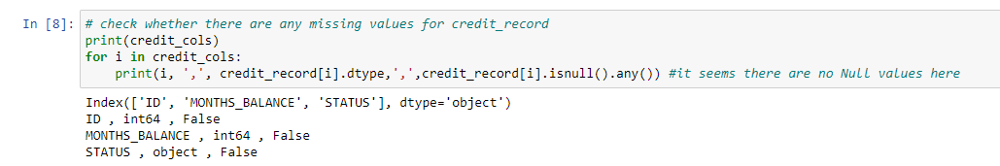 In [8]: # check whether there are any missing values for credit_record
print(credit_cols)
for i in credit_cols:
    print(i, ',', credit_record[i].dtype,',',credit_record[i].isnull().any()) #it seems there are no Null values here
Index(['ID', 'MONTHS_BALANCE', 'STATUS'], dtype='object')
ID , int64 , False
MONTHS_BALANCE , int64 , False
STATUS , object , False